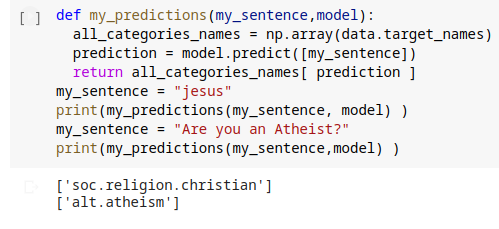 [ ] def my_predictions(my_sentence,model):
all_categories_names = np.array(data.target_names)
prediction = model.predict([my_sentence])
return all_categories_names[ prediction ]
my_sentence = "jesus"
print(my_predictions(my_sentence, model) )
my_sentence = "Are you an Atheist?"
print(my_predictions(my_sentence,model) )
['soc.religion.christian']
['alt.atheism']